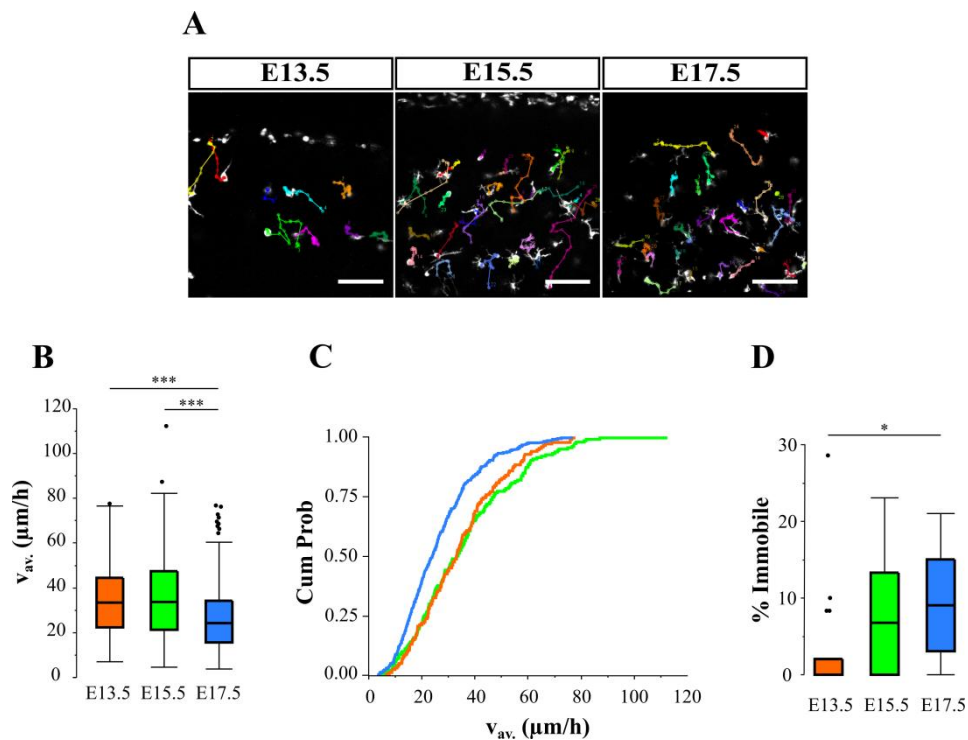 A
E13.5 E15.5 E17.5
B
***
***
120
100
80
60
40
20
0
v_av. (μm/h)
E13.5 E15.5 E17.5
C
1.00
0.75
0.50
0.25
0.00
Cum Prob
0 20 40 60 80 100 120
v_av. (μm/h)
D
*
30
20
10
0
% Immobile
E13.5 E15.5 E17.5